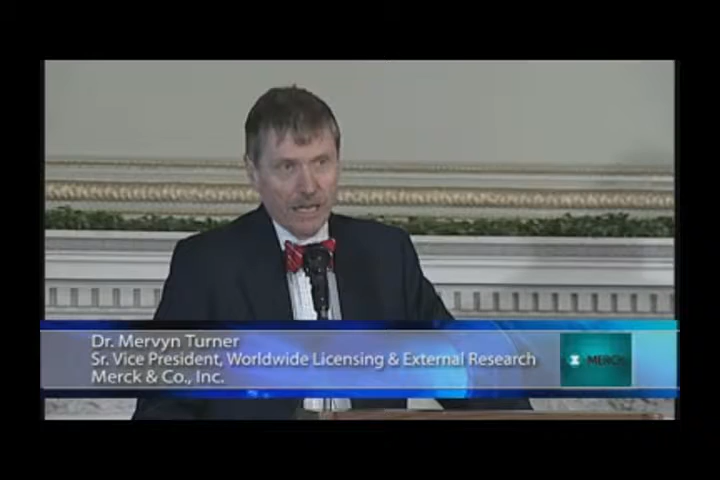 Dr. Mervyn Turner
Sr. Vice President, Worldwide Licensing & External Research
Merck & Co., Inc.
MERCK